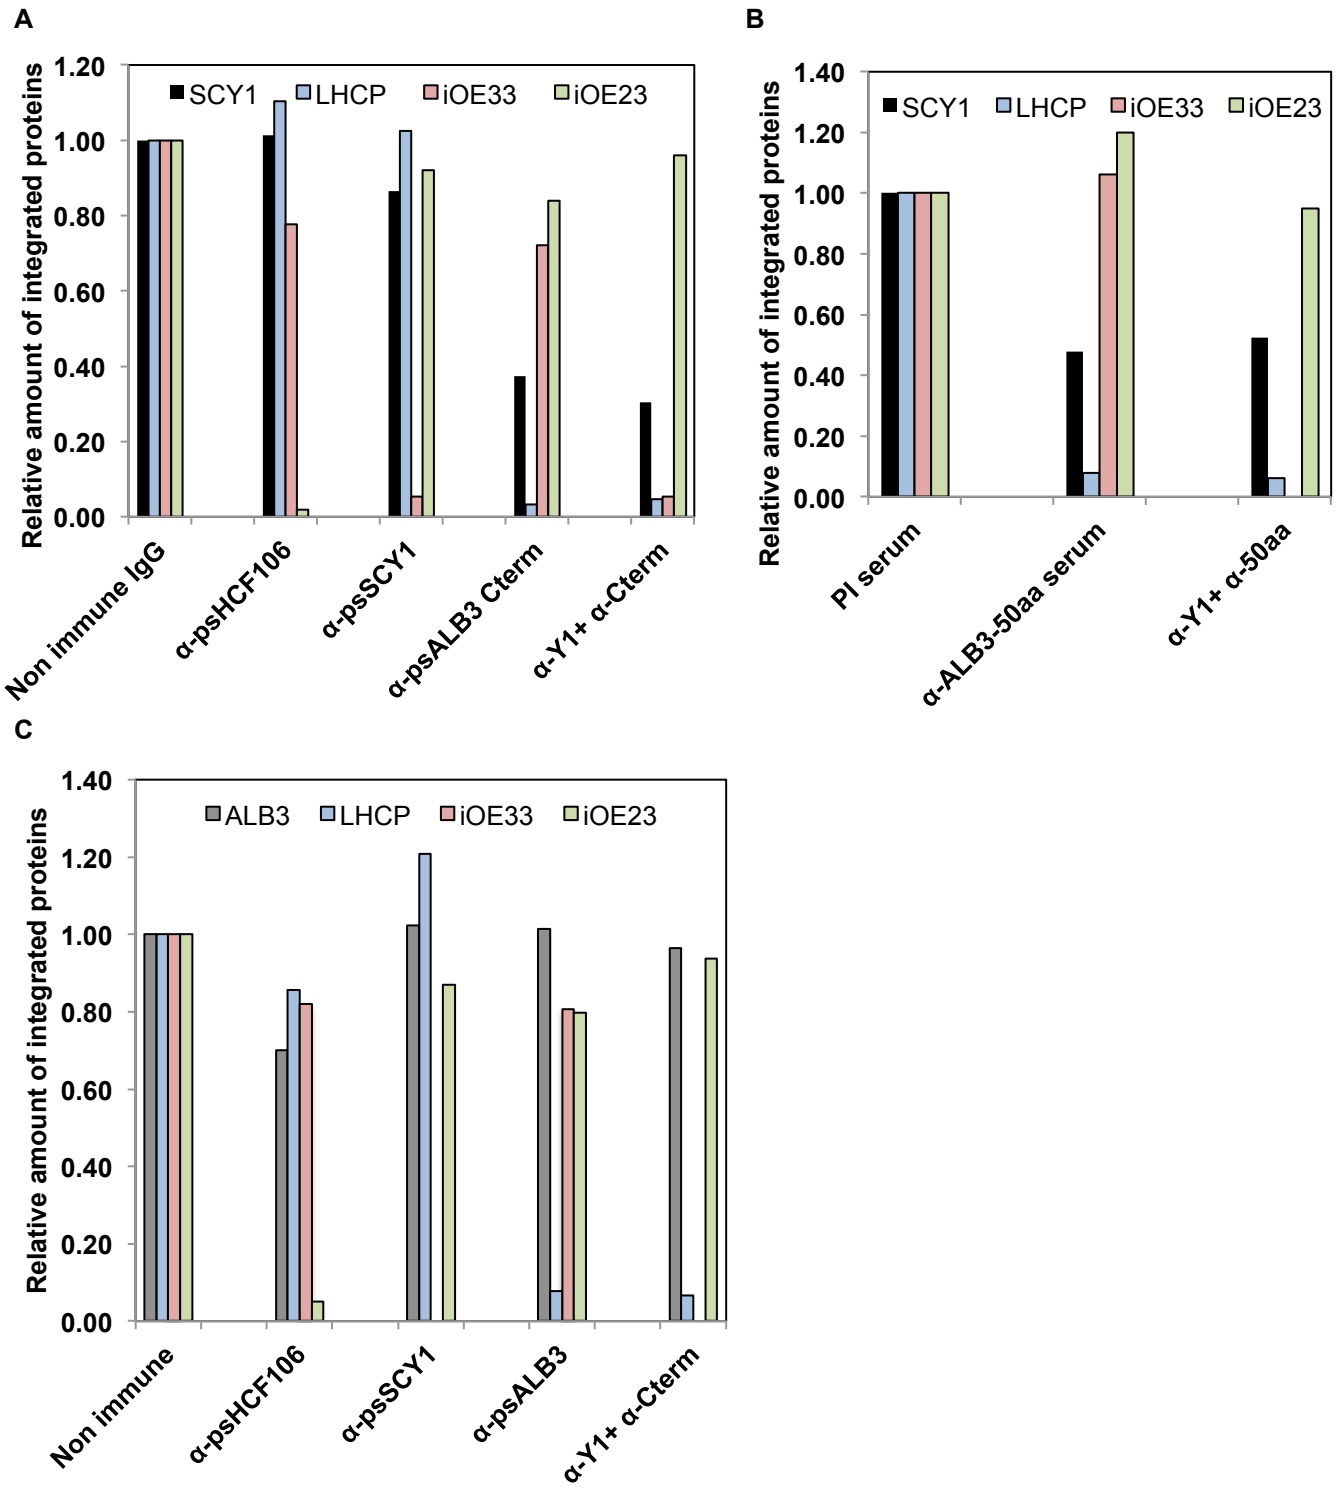 A
Relative amount of integrated proteins
1.20
1.00
0.80
0.60
0.40
0.20
0.00
SCY1 LHCP iOE33 iOE23
Non immune IgG
α-psHCF106
α-psSCY1
α-psALB3 Cterm
α-Y1+ α-Cterm
B
Relative amount of integrated proteins
1.40
1.20
1.00
0.80
0.60
0.40
0.20
0.00
SCY1 LHCP iOE33 iOE23
PI serum
α-ALB3-50aa serum
α-Y1+ α-50aa
C
Relative amount of integrated proteins
1.40
1.20
1.00
0.80
0.60
0.40
0.20
0.00
ALB3 LHCP iOE33 iOE23
Non immune
α-psHCF106
α-psSCY1
α-psALB3
α-Y1+ α-Cterm